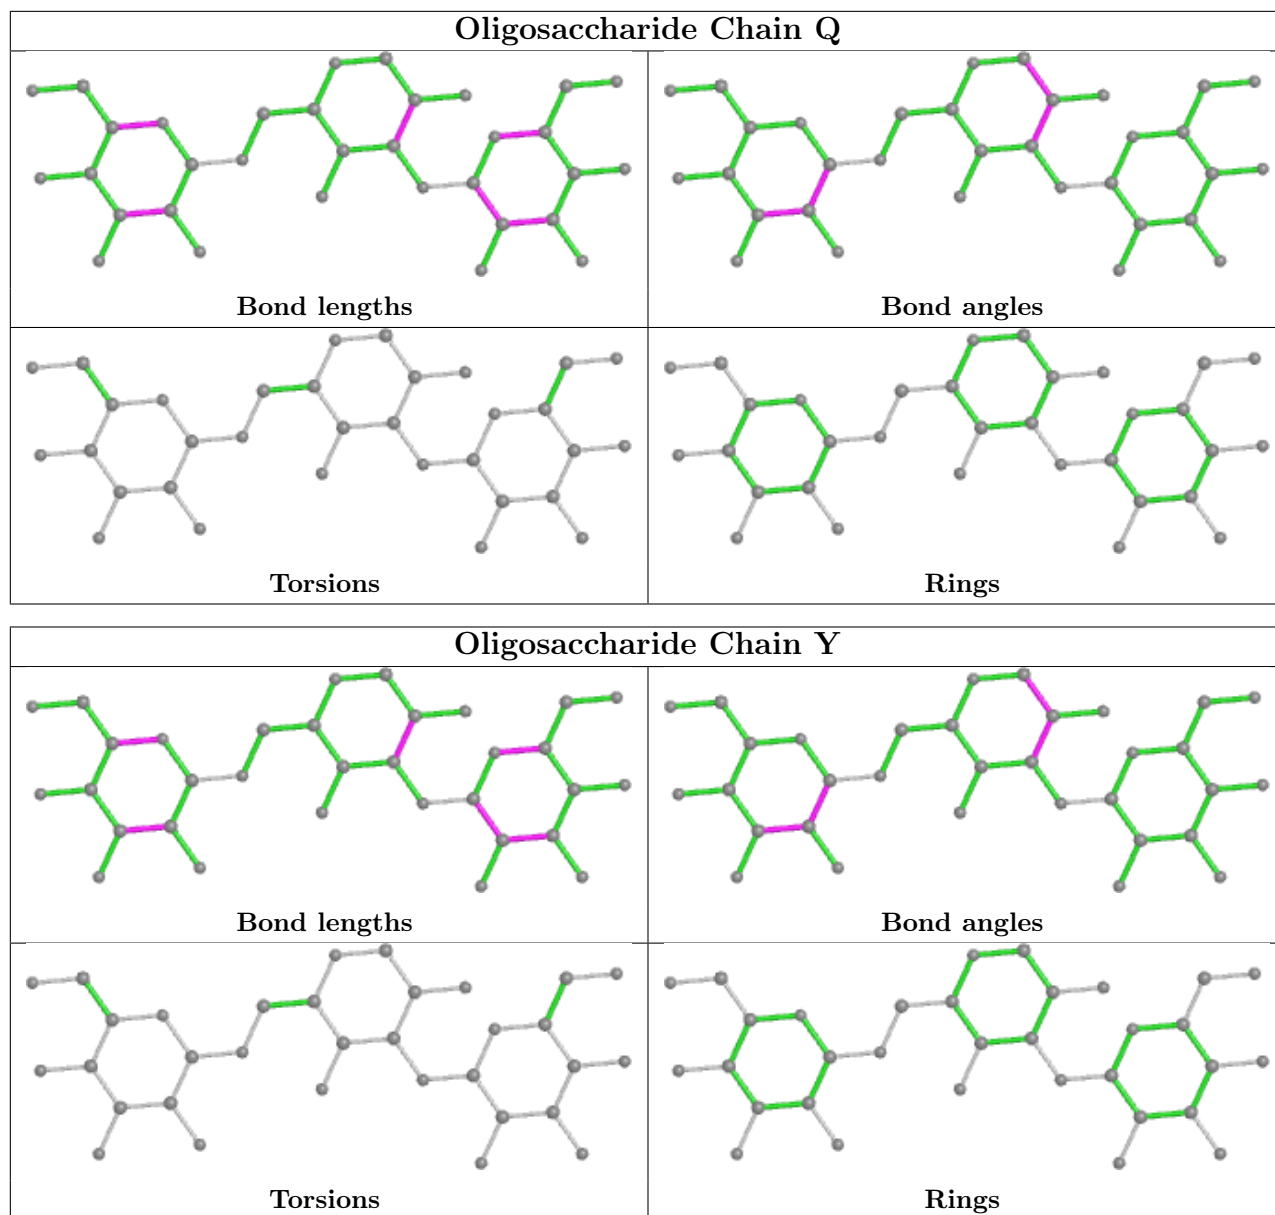 Oligosaccharide Chain Q
Bond lengths
Bond angles
Torsions
Rings
Oligosaccharide Chain Y
Bond lengths
Bond angles
Torsions
Rings